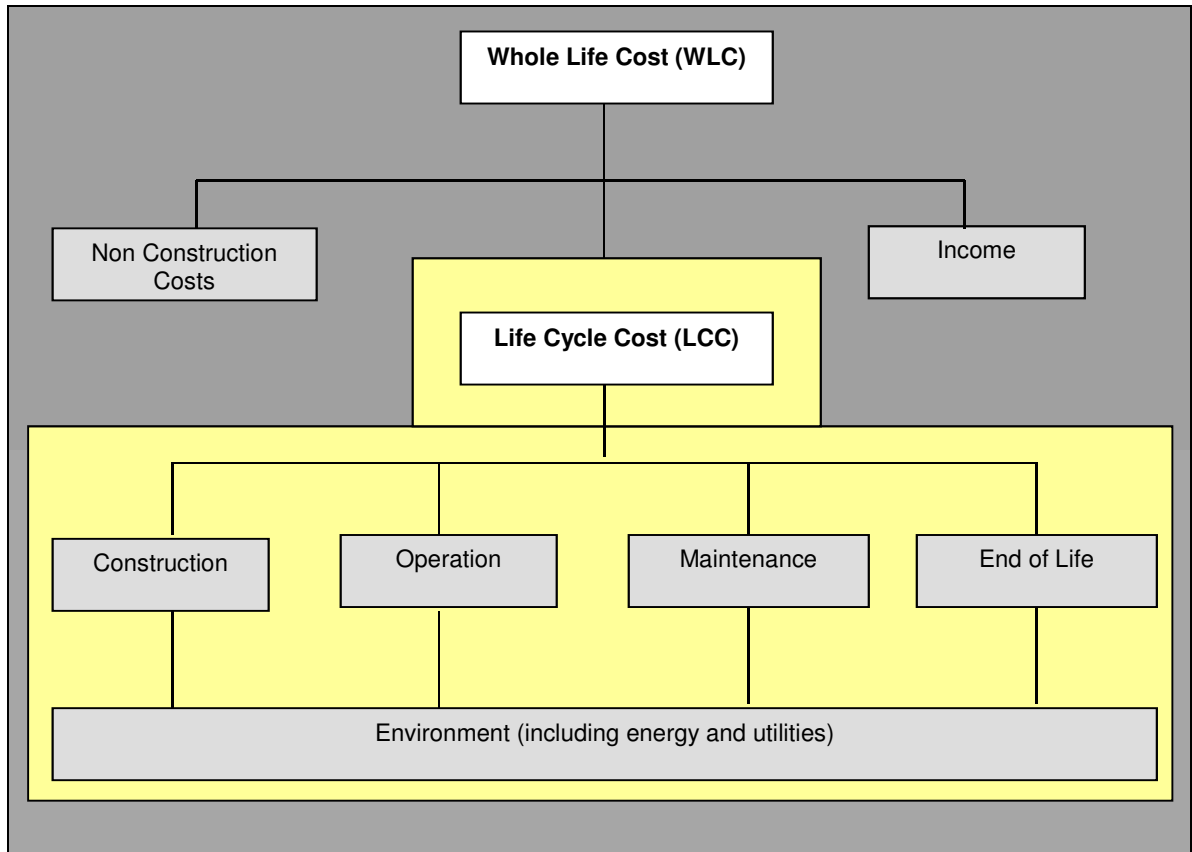 Whole Life Cost (WLC)
Non Construction
Costs
Income
Life Cycle Cost (LCC)
Construction
Operation
Maintenance
End of Life
Environment (including energy and utilities)